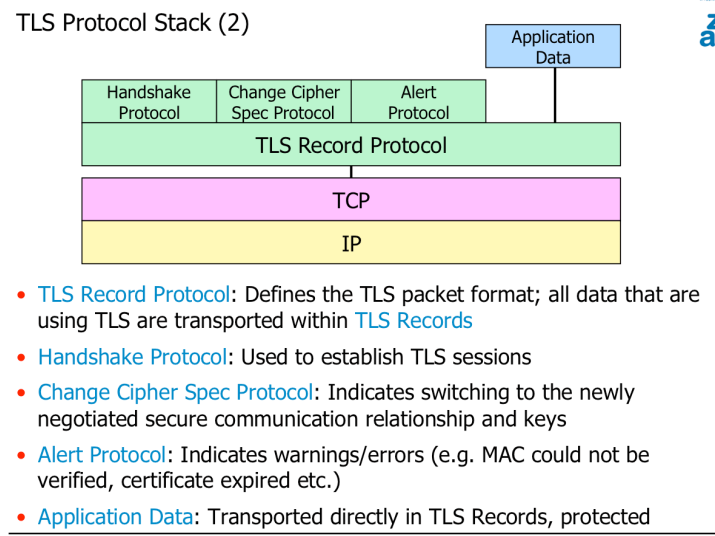 TLS Protocol Stack (2)
Application
Data
Handshake
Protocol
Change Cipher
Spec Protocol
Alert
Protocol
TLS Record Protocol
TCP
IP
• TLS Record Protocol: Defines the TLS packet format; all data that are
using TLS are transported within TLS Records
• Handshake Protocol: Used to establish TLS sessions
• Change Cipher Spec Protocol: Indicates switching to the newly
negotiated secure communication relationship and keys
• Alert Protocol: Indicates warnings/errors (e.g. MAC could not be
verified, certificate expired etc.)
• Application Data: Transported directly in TLS Records, protected